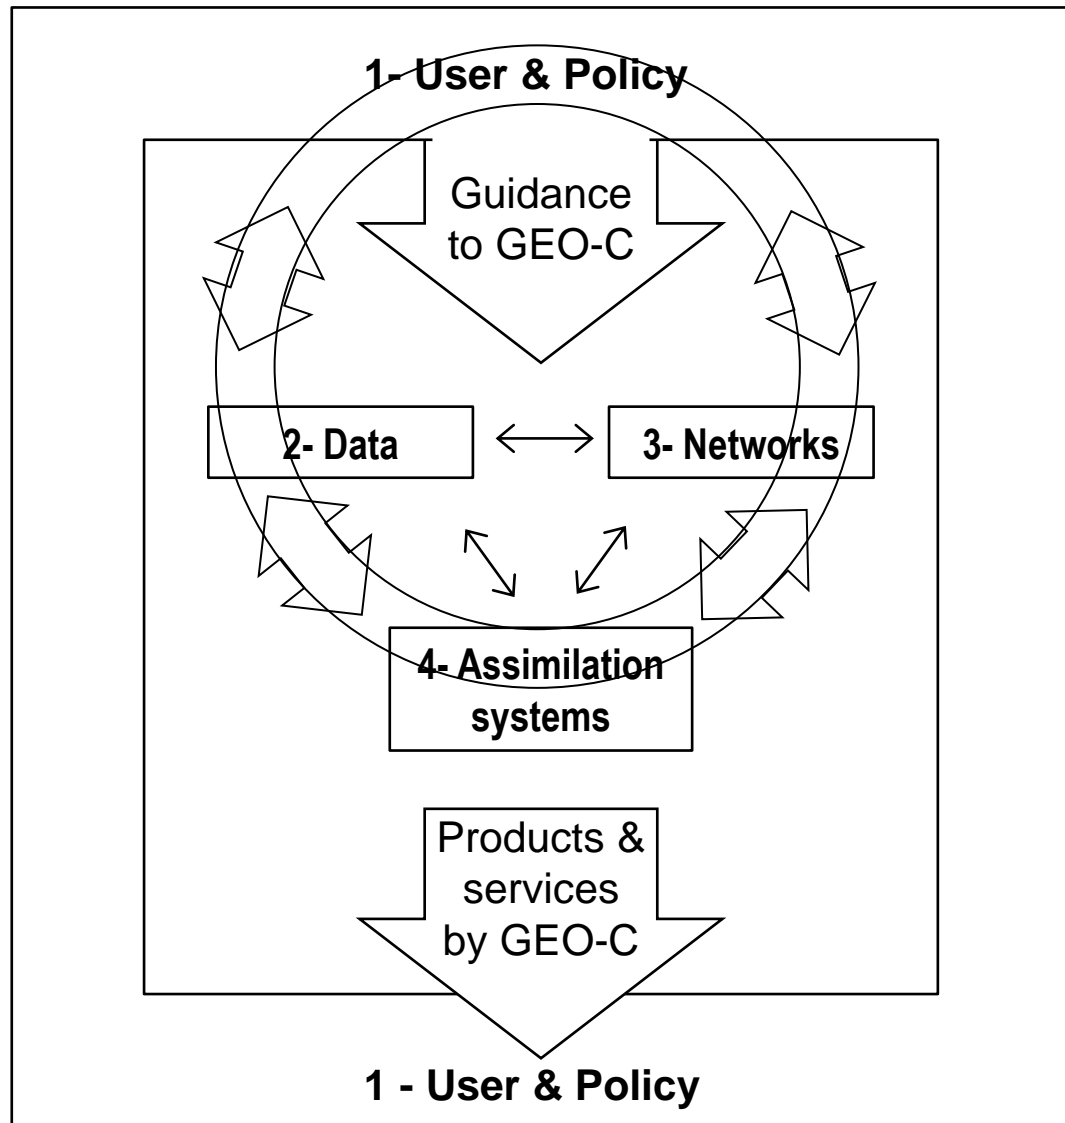 1- User & Policy
Guidance
to GEO-C
2- Data
3- Networks
4- Assimilation
systems
Products &
services
by GEO-C
1 - User & Policy